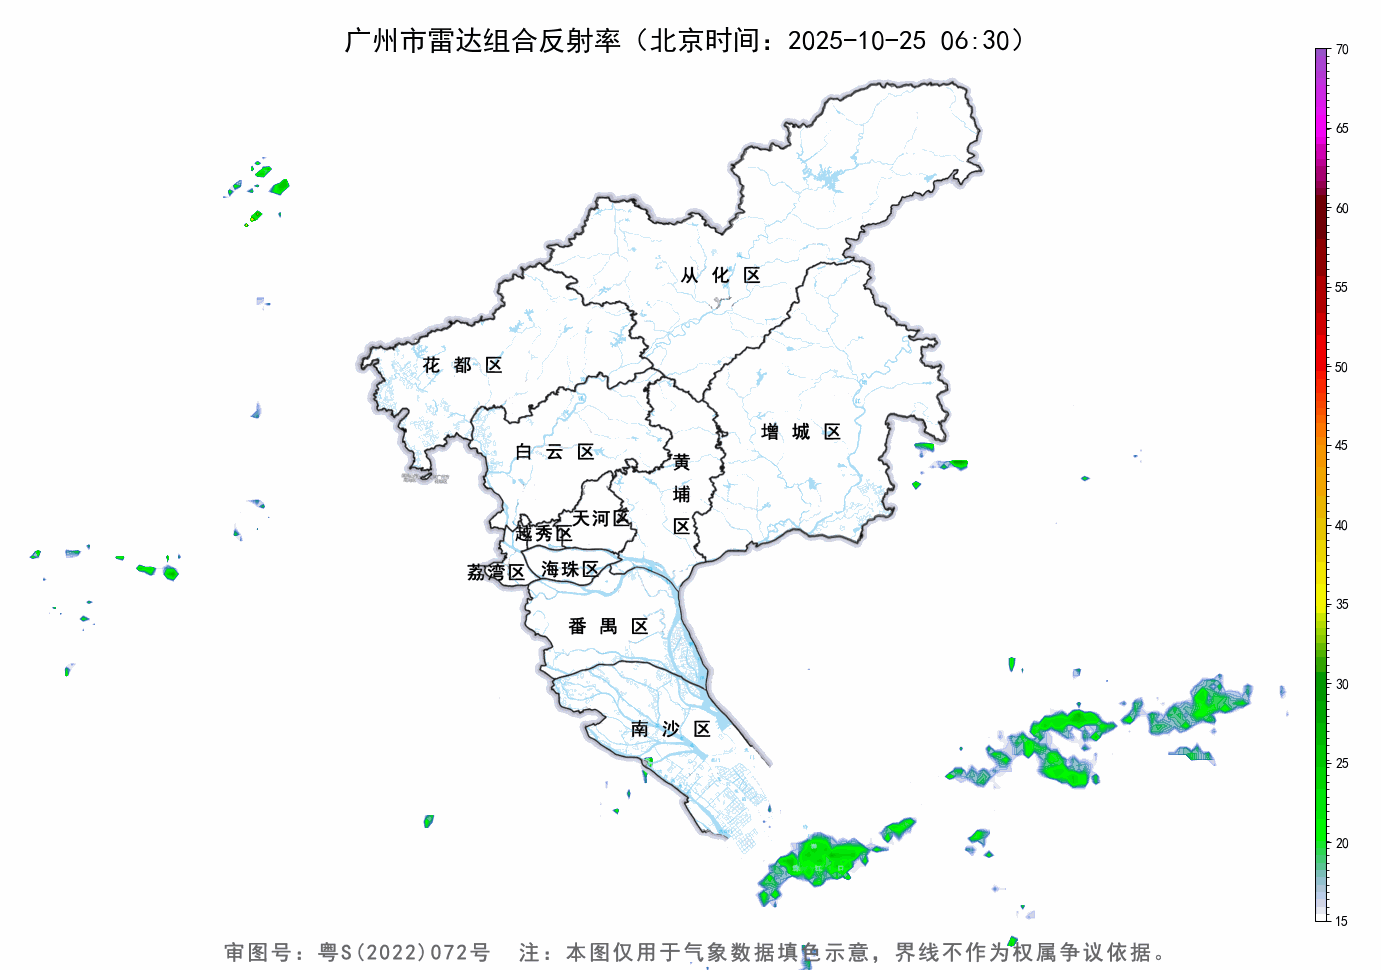 广州市雷达组合反射率（北京时间：2025-10-25 06:30）
70
65
60
55
50
45
40
35
30
25
20
15
从化区
花都区
增城区
白云区
黄埔区
天河区
越秀区
荔湾区
海珠区
番禺区
南沙区
审图号：粤S(2022)072号 注：本图仅用于气象数据填色示意，界线不作为权属争议依据。